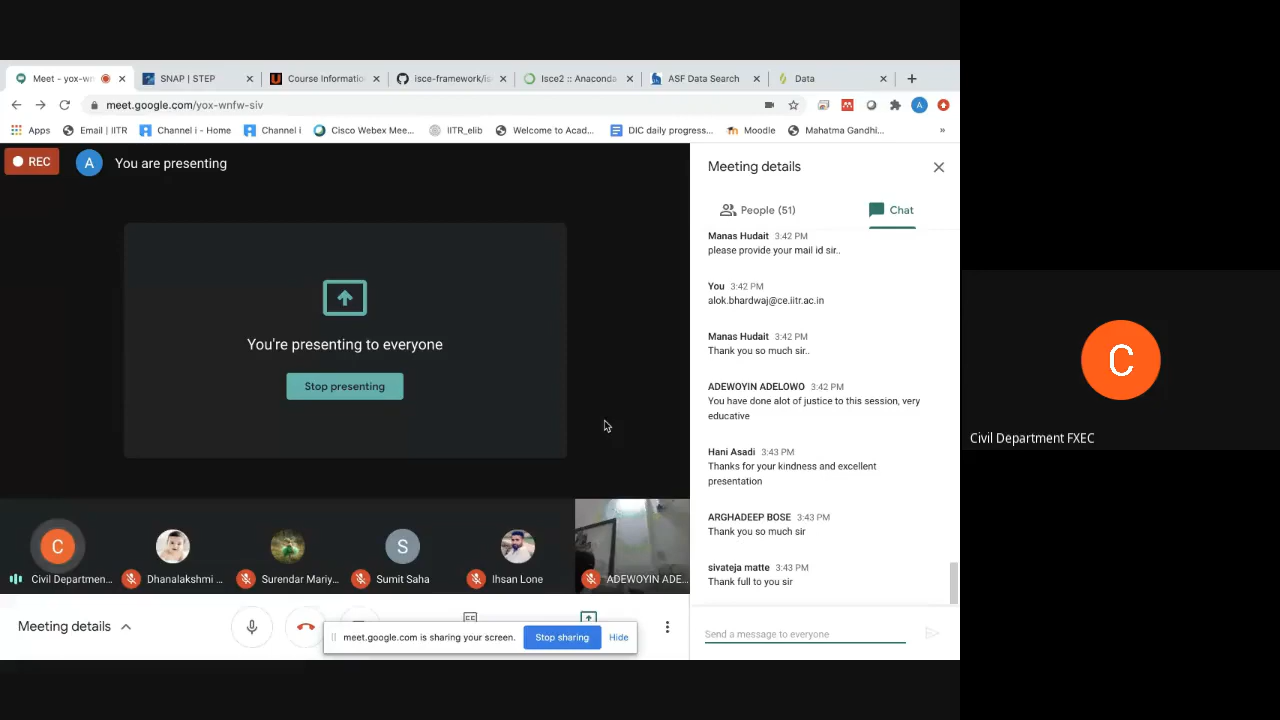 Meet - yox-wn
SNAP | STEP
Course Informatio
isce-framework/is
Isce2 :: Anaconda
ASF Data Search
Data
meet.google.com/yox-wnfw-siv
A
Apps
Email | IITR
Channel i - Home
Channel i
Cisco Webex Mee...
IITR_elib
Welcome to Acad...
DIC daily progress...
Moodle
Mahatma Gandhi...
»
REC
A
You are presenting
You're presenting to everyone
Stop presenting
C
Civil Departmen...
Dhanalakshmi ...
Surendar Mariy...
S
Sumit Saha
Ihsan Lone
ADEWOYIN ADE...
Meeting details
meet.google.com is sharing your screen.
Stop sharing
Hide
Meeting details
People (51)
Chat
Manas Hudait 3:42 PM
please provide your mail id sir..
You 3:42 PM
alok.bhardwaj@ce.iitr.ac.in
Manas Hudait 3:42 PM
Thank you so much sir..
ADEWOYIN ADELOWO 3:42 PM
You have done alot of justice to this session, very
educative
Hani Asadi 3:43 PM
Thanks for your kindness and excellent
presentation
ARGHADEEP BOSE 3:43 PM
Thank you so much sir
sivateja matte 3:43 PM
Thank full to you sir
Send a message to everyone
C
Civil Department FXEC